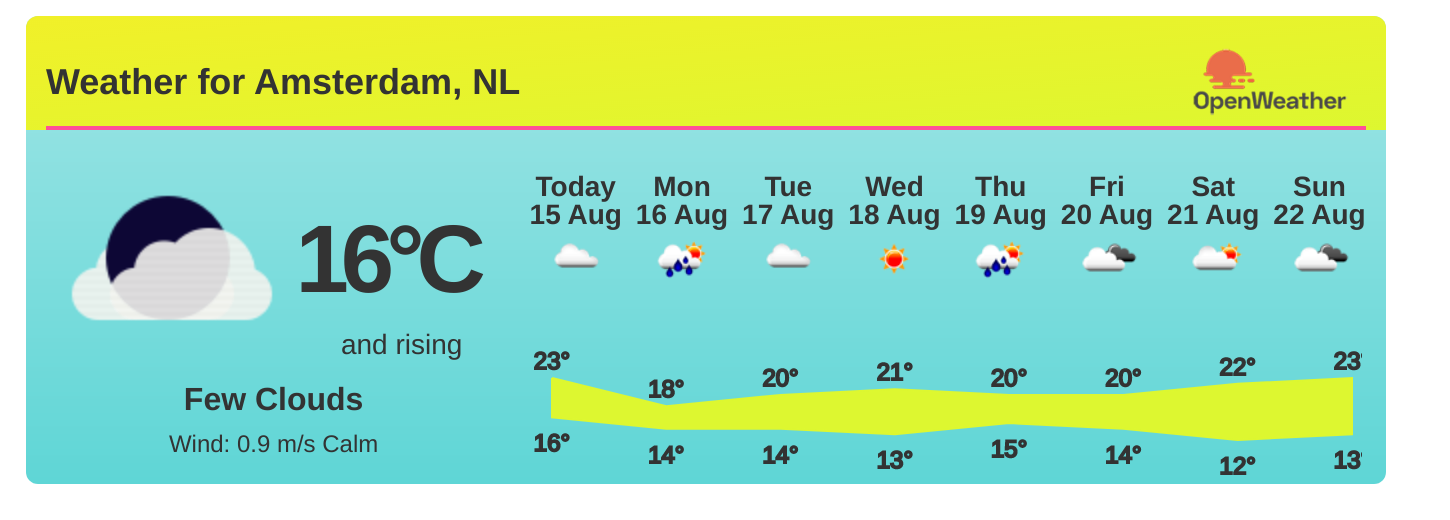 Weather for Amsterdam, NL
OpenWeather
Today Mon Tue Wed Thu Fri Sat Sun
15 Aug 16 Aug 17 Aug 18 Aug 19 Aug 20 Aug 21 Aug 22 Aug
16°C
and rising
Few Clouds
Wind: 0.9 m/s Calm
23° 18° 20° 21° 20° 20° 22° 23°
16° 14° 14° 13° 15° 14° 12° 13°